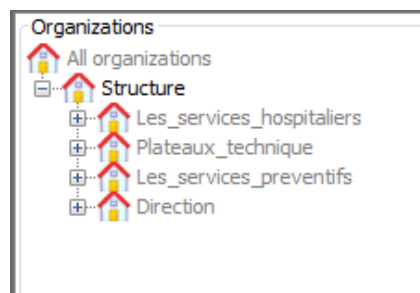 Organizations
All organizations
Structure
Les_services_hospitaliers
Plateaux_technique
Les_services_preventifs
Direction